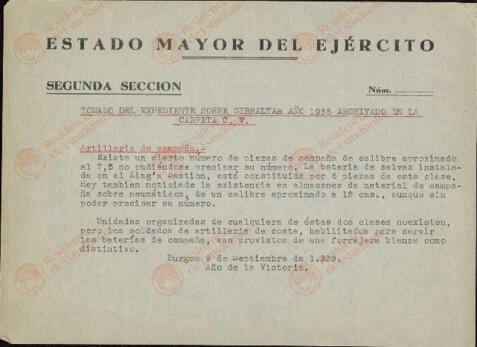 ESTADO MAYOR DEL EJÉRCITO
SEGUNDA SECCION
Núm.
TOMADO DEL EXPEDIENTE SOBRE GIBRALTAR AÑO 1935 ARCHIVADO EN LA
CARPETA C. V.
Artilleria de campaña.-
Existe un cierto número de piezas de campaña de calibre aproximado
al 7,5 no pudiéndose precisar su número. La bateria de salvas instala-
da en el King's Bastion, está constituida por 6 piezas de este clase.
Hay tambien noticiade la existencia en almacenes de material de campa-
ña sobre neumáticos, de un calibre aproximado a 12 cms., aunque sin
poder precisar su número.
Unidades organizadas de cualquiera de éstas dos clases noexisten,
pero los soldados de artilleria de costa, habilitados para servir
las baterías de campaña, van provistos de una forrajera blanca como
distintivo.
Burgos 9 de Septiembre de 1.939.
Año de la Victoria.